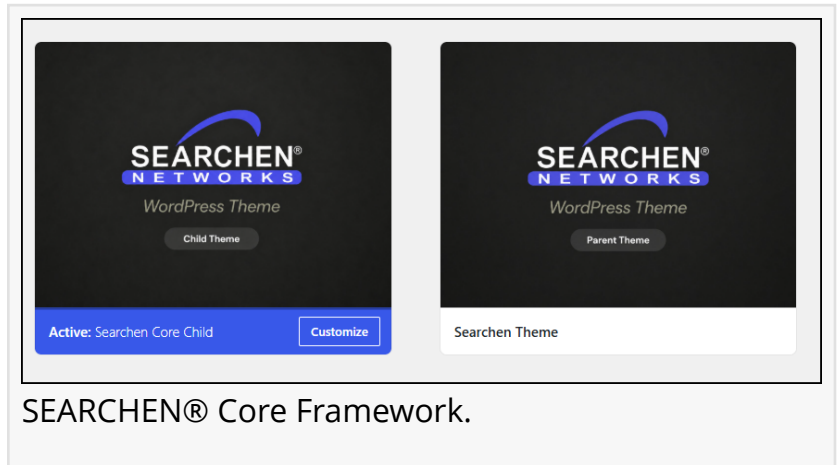 SEARCHEN®
NETWORKS
WordPress Theme
Child Theme
Active: Searchen Core Child
Customize
SEARCHEN®
NETWORKS
WordPress Theme
Parent Theme
Searchen Theme
SEARCHEN® Core Framework.